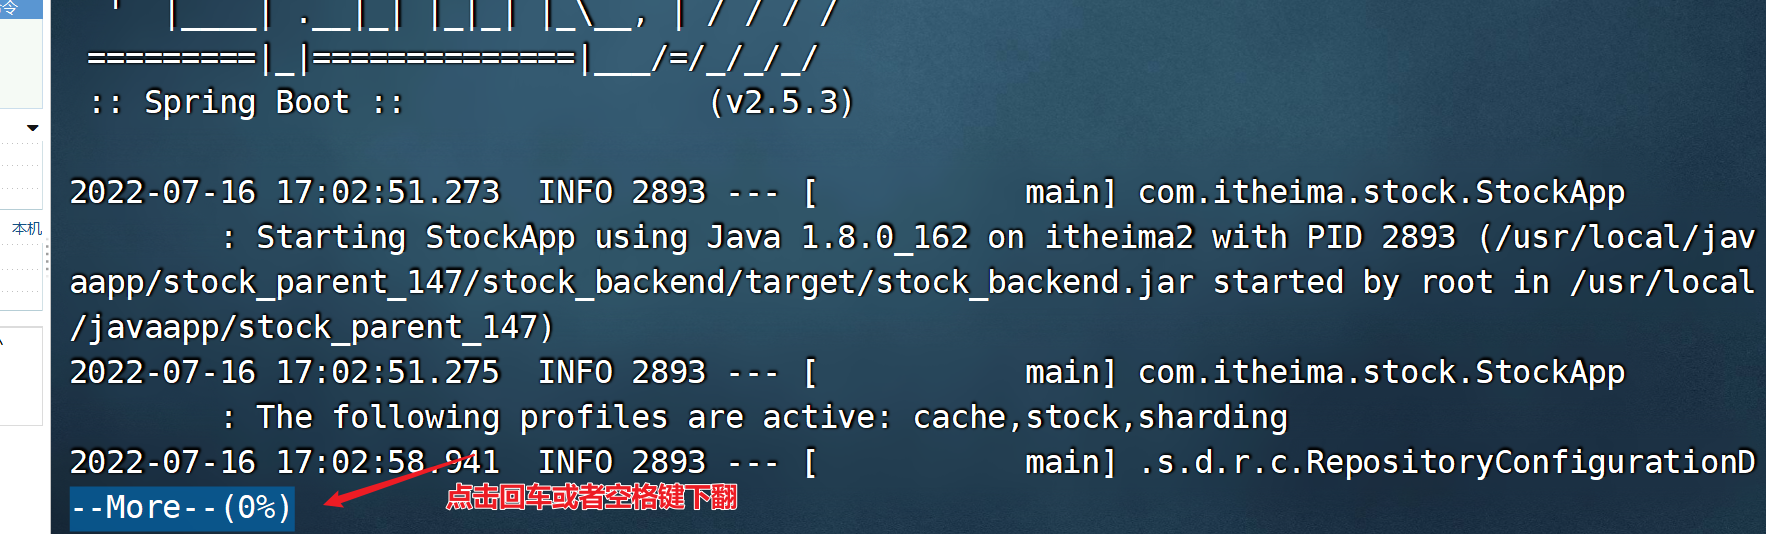 令
' |____| .__|_| |_|_| |_\__, | / / / /
=========|_|==============|___/=/_/_/_/
:: Spring Boot :: (v2.5.3)
2022-07-16 17:02:51.273 INFO 2893 --- [ main] com.itheima.stock.StockApp
: Starting StockApp using Java 1.8.0_162 on itheima2 with PID 2893 (/usr/local/jav
aapp/stock_parent_147/stock_backend/target/stock_backend.jar started by root in /usr/local
/javaapp/stock_parent_147)
本机
2022-07-16 17:02:51.275 INFO 2893 --- [ main] com.itheima.stock.StockApp
: The following profiles are active: cache,stock,sharding
2022-07-16 17:02:58.941 INFO 2893 --- [ main] .s.d.r.c.RepositoryConfigurationD
--More--(0%)
点击回车或者空格键下翻